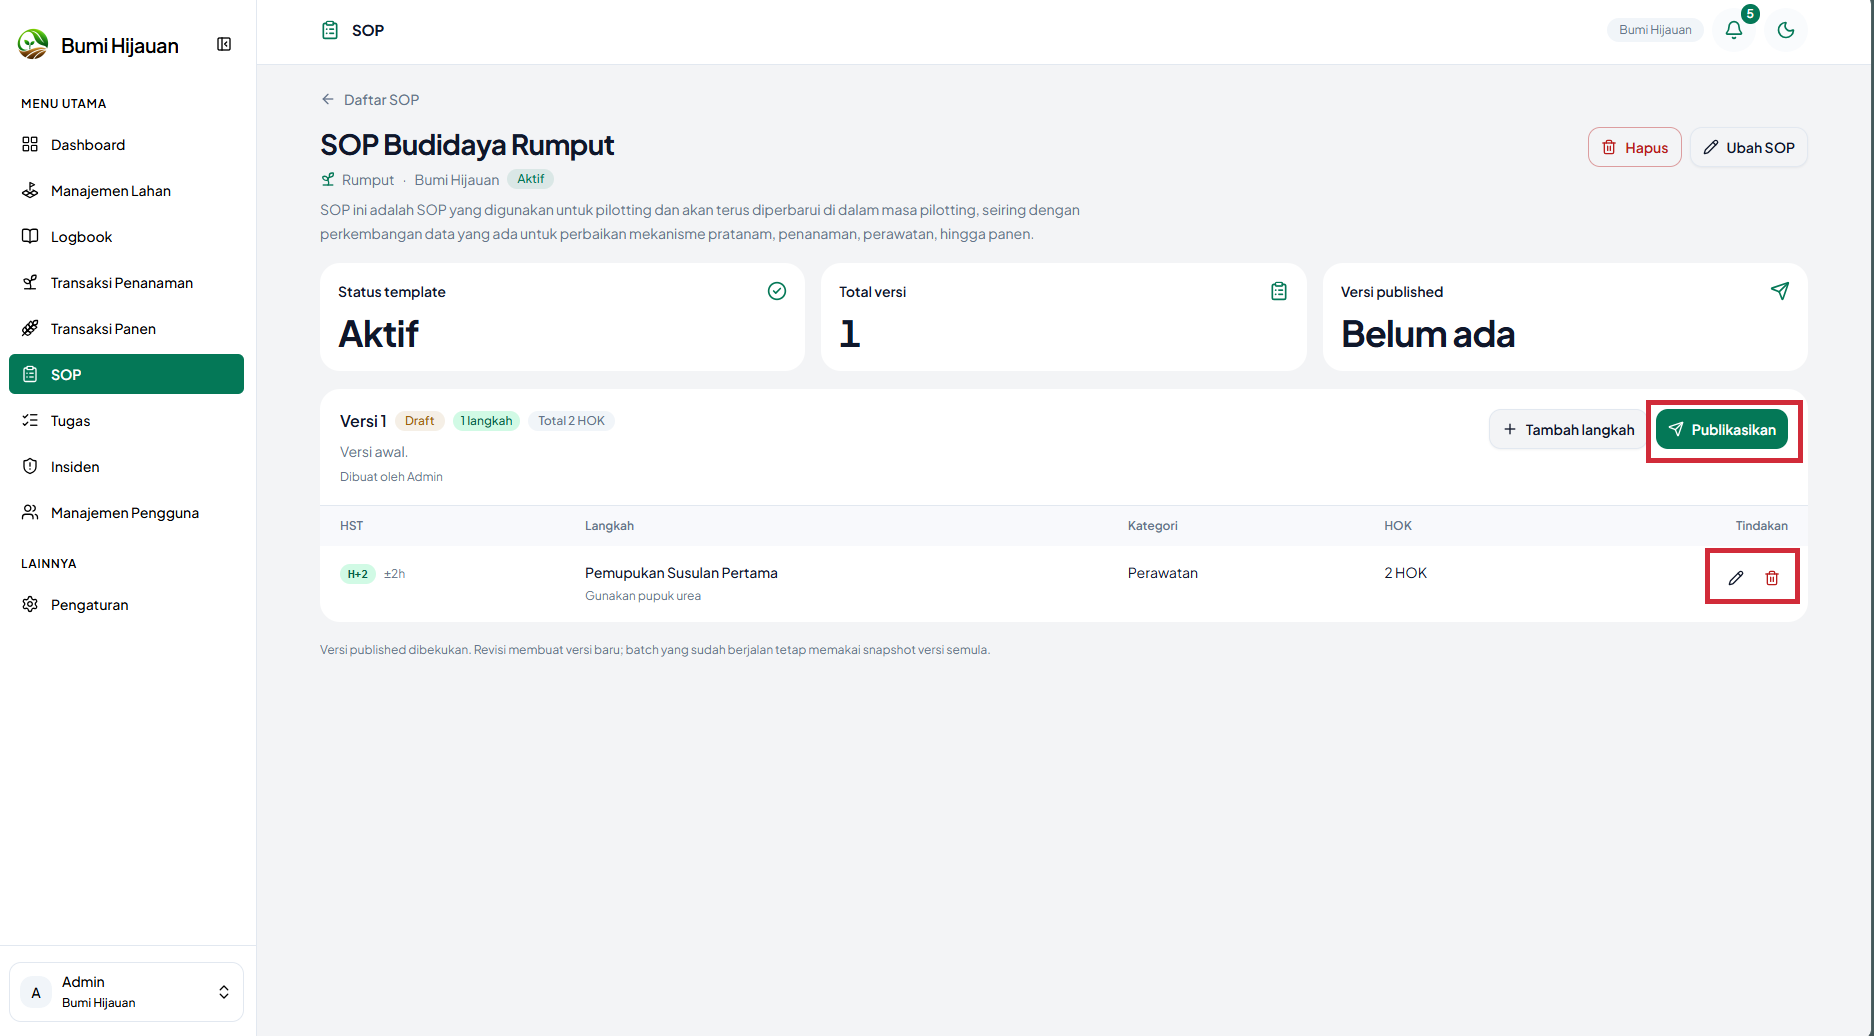 Bumi Hijauan
SOP
Bumi Hijauan
5
MENU UTAMA
Dashboard
Manajemen Lahan
Logbook
Transaksi Penanaman
Transaksi Panen
SOP
Tugas
Insiden
Manajemen Pengguna
LAINNYA
Pengaturan
A
Admin
Bumi Hijauan
Daftar SOP
SOP Budidaya Rumput
Hapus
Ubah SOP
Rumput · Bumi Hijauan Aktif
SOP ini adalah SOP yang digunakan untuk pilotting dan akan terus diperbarui di dalam masa pilotting, seiring dengan
perkembangan data yang ada untuk perbaikan mekanisme pratanam, penanaman, perawatan, hingga panen.
Status template
Aktif
Total versi
1
Versi published
Belum ada
Versi 1 Draft 1 langkah Total 2 HOK
Versi awal.
Dibuat oleh Admin
+ Tambah langkah
Publikasikan
HST Langkah Kategori HOK Tindakan
H+2 ±2h Pemupukan Susulan Pertama Perawatan 2 HOK
Gunakan pupuk urea
Versi published dibekukan. Revisi membuat versi baru; batch yang sudah berjalan tetap memakai snapshot versi semula.